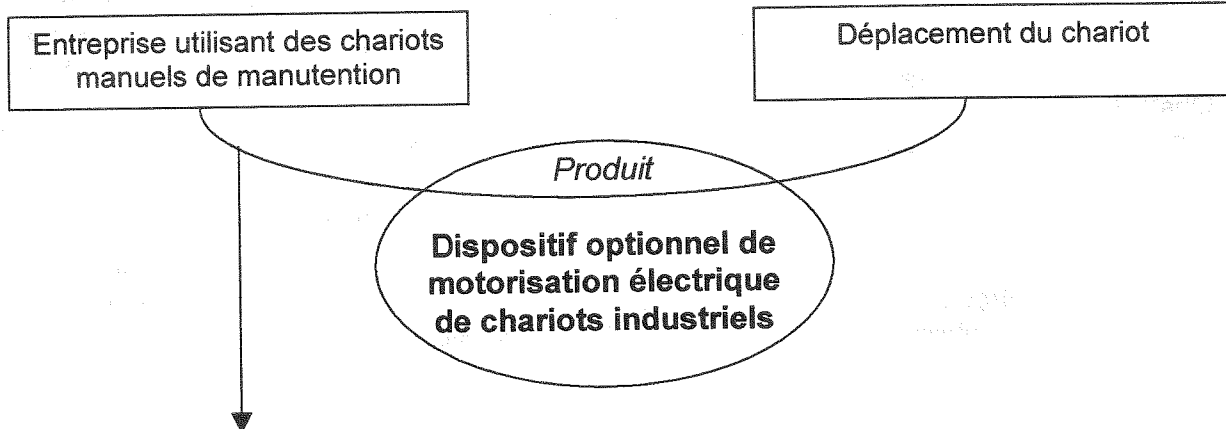 Entreprise utilisant des chariots
manuels de manutention
Déplacement du chariot
Produit
Dispositif optionnel de
motorisation électrique
de chariots industriels